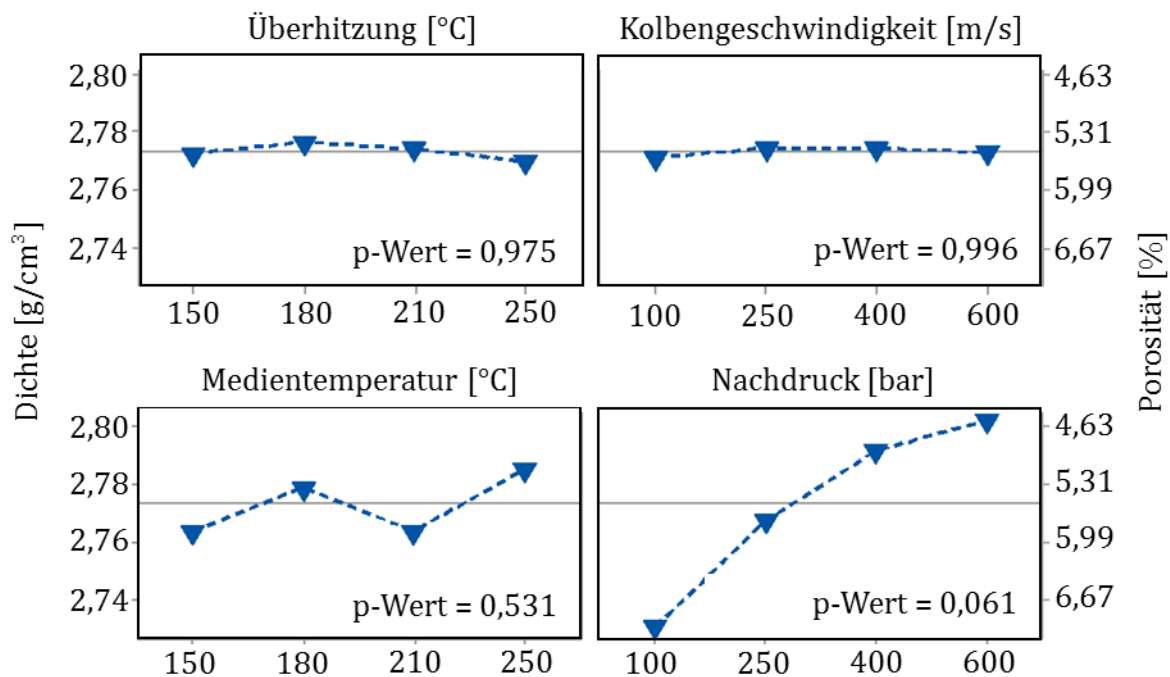 Überhitzung [°C]
Kolbengeschwindigkeit [m/s]
Dichte [g/cm³]
2,80
2,78
2,76
2,74
p-Wert = 0,975
150 180 210 250
p-Wert = 0,996
100 250 400 600
4,63
5,31
5,99
6,67
Porosität [%]
Medientemperatur [°C]
Nachdruck [bar]
2,80
2,78
2,76
2,74
p-Wert = 0,531
150 180 210 250
p-Wert = 0,061
100 250 400 600
4,63
5,31
5,99
6,67